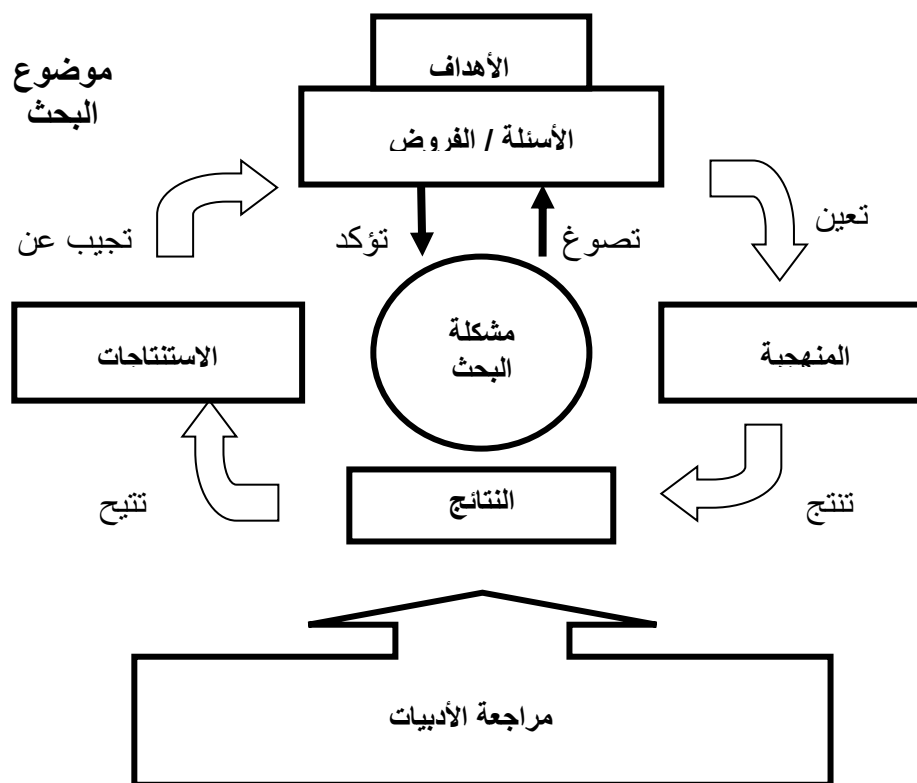 موضوع
البحث
الأهداف
الأسئلة / الفروض
تجيب عن
تؤكد
تصوغ
تعين
الاستنتاجات
مشكلة
البحث
المنهجية
تتيح
النتائج
تنتج
مراجعة الأدبيات